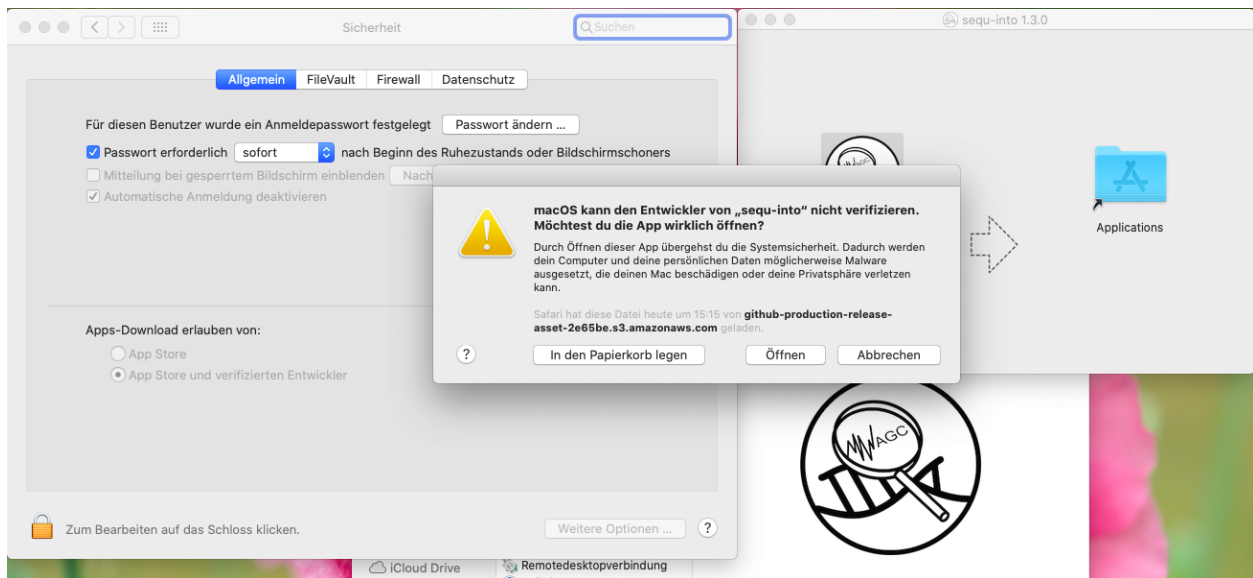 Sicherheit
Suchen
Allgemein
FileVault
Firewall
Datenschutz
Für diesen Benutzer wurde ein Anmeldepasswort festgelegt
Passwort ändern ...
Passwort erforderlich
sofort
nach Beginn des Ruhezustands oder Bildschirmschoners
Mitteilung bei gesperrtem Bildschirm einblenden
Nach
Automatische Anmeldung deaktivieren
Apps-Download erlauben von:
App Store
App Store und verifizierten Entwickler
Zum Bearbeiten auf das Schloss klicken.
Weitere Optionen ...
?
macOS kann den Entwickler von „sequ-into“ nicht verifizieren.
Möchtest du die App wirklich öffnen?
Durch Öffnen dieser App übergehst du die Systemsicherheit. Dadurch werden
dein Computer und deine persönlichen Daten möglicherweise Malware
ausgesetzt, die deinen Mac beschädigen oder deine Privatsphäre verletzen
kann.
Safari hat diese Datei heute um 15:15 von github-production-release-
asset-2e65be.s3.amazonaws.com geladen.
?
In den Papierkorb legen
Öffnen
Abbrechen
sequ-into 1.3.0
Applications
AGC
iCloud Drive
Remotedesktopverbindung